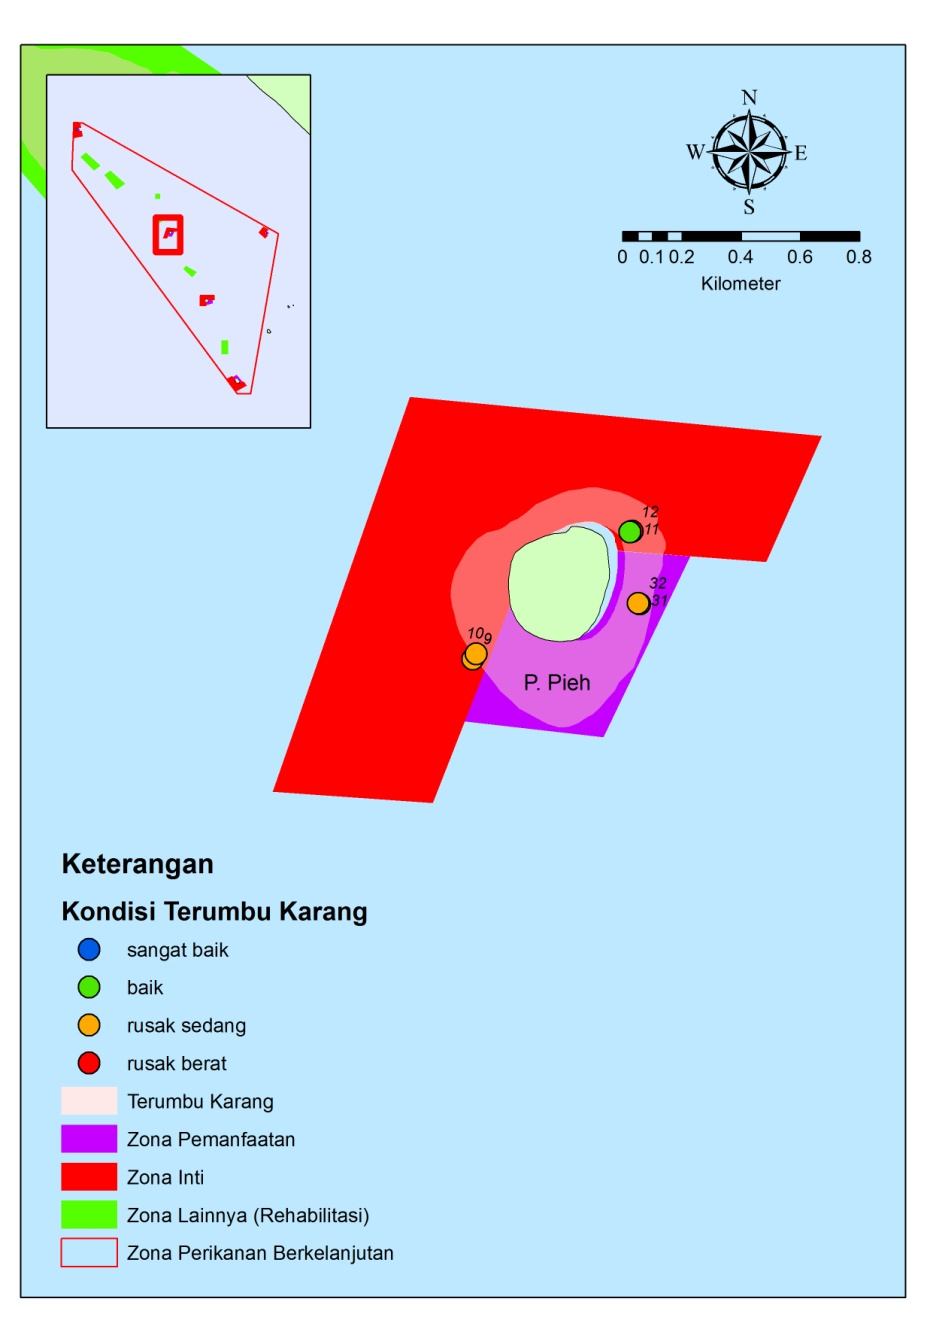 N
W E
S
0 0.1 0.2 0.4 0.6 0.8
Kilometer
12
11
32
31
10 9
P. Pieh
Keterangan
Kondisi Terumbu Karang
sangat baik
baik
rusak sedang
rusak berat
Terumbu Karang
Zona Pemanfaatan
Zona Inti
Zona Lainnya (Rehabilitasi)
Zona Perikanan Berkelanjutan